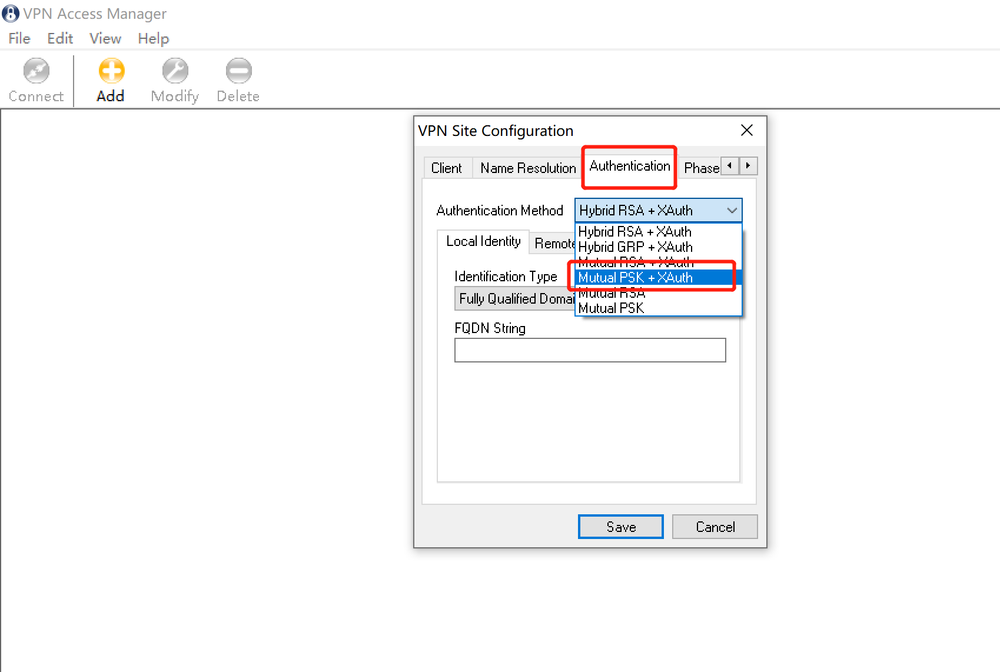 VPN Access Manager
File Edit View Help
Connect Add Modify Delete
VPN Site Configuration
Client Name Resolution Authentication Phase
Authentication Method Hybrid RSA + XAuth
Hybrid RSA + XAuth
Hybrid GRP + XAuth
Mutual RSA + XAuth
Mutual PSK + XAuth
Mutual RSA
Mutual PSK
Local Identity Remote
Identification Type
Fully Qualified Domai
FQDN String
Save Cancel